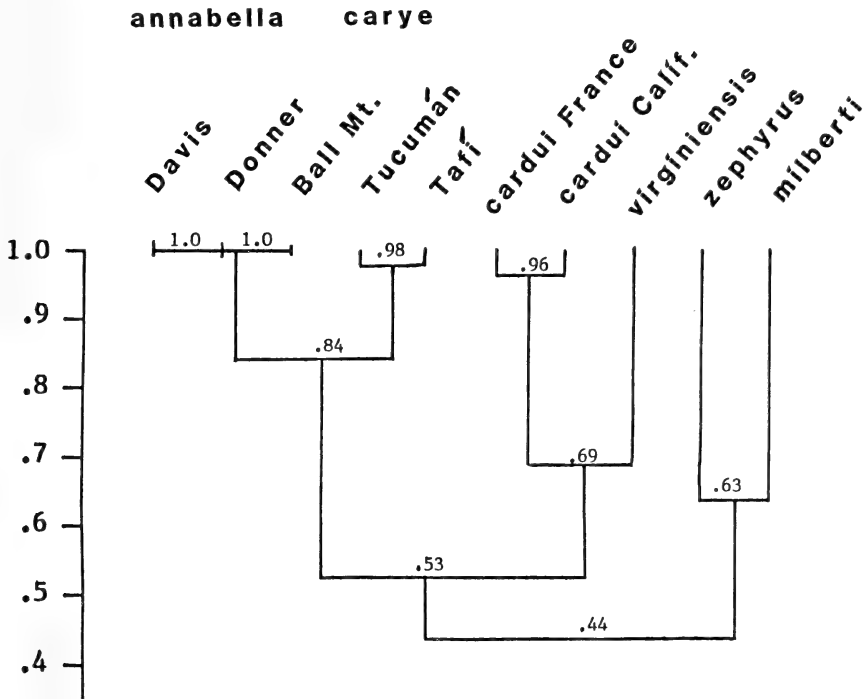 annabella carye
Davis
Donner
Ball Mt.
Tucumán
Tafí
cardui France
cardui Calif.
virginiensis
zephyrus
milberti
1.0
.9
.8
.7
.6
.5
.4
1.0 1.0
.98
.96
.84
.69
.63
.53
.44